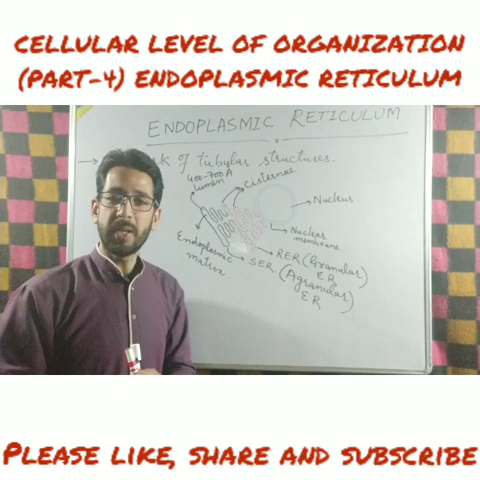 CELLULAR LEVEL OF ORGANIZATION
(PART-4) ENDOPLASMIC RETICULUM
ENDOPLASMIC RETICULUM
of tubular structures.
400-700 A
lumen
cisternae
Nucleus
Nuclear
membrane
Endoplasmic
matrix.
RER (Granular)
ER
SER (Agranular)
ER
PLEASE LIKE, SHARE AND SUBSCRIBE